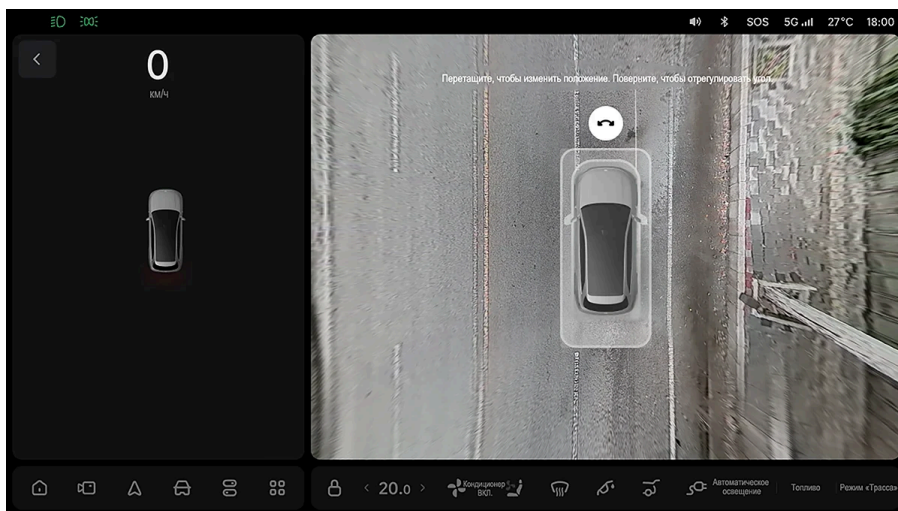 SOS 5G 27°C 18:00
0
км/ч
Перетащите, чтобы изменить положение. Поверните, чтобы отрегулировать угол.
20.0
Кондиционер
ВКЛ.
Автоматическое
освещение
Топливо
Режим «Трасса»